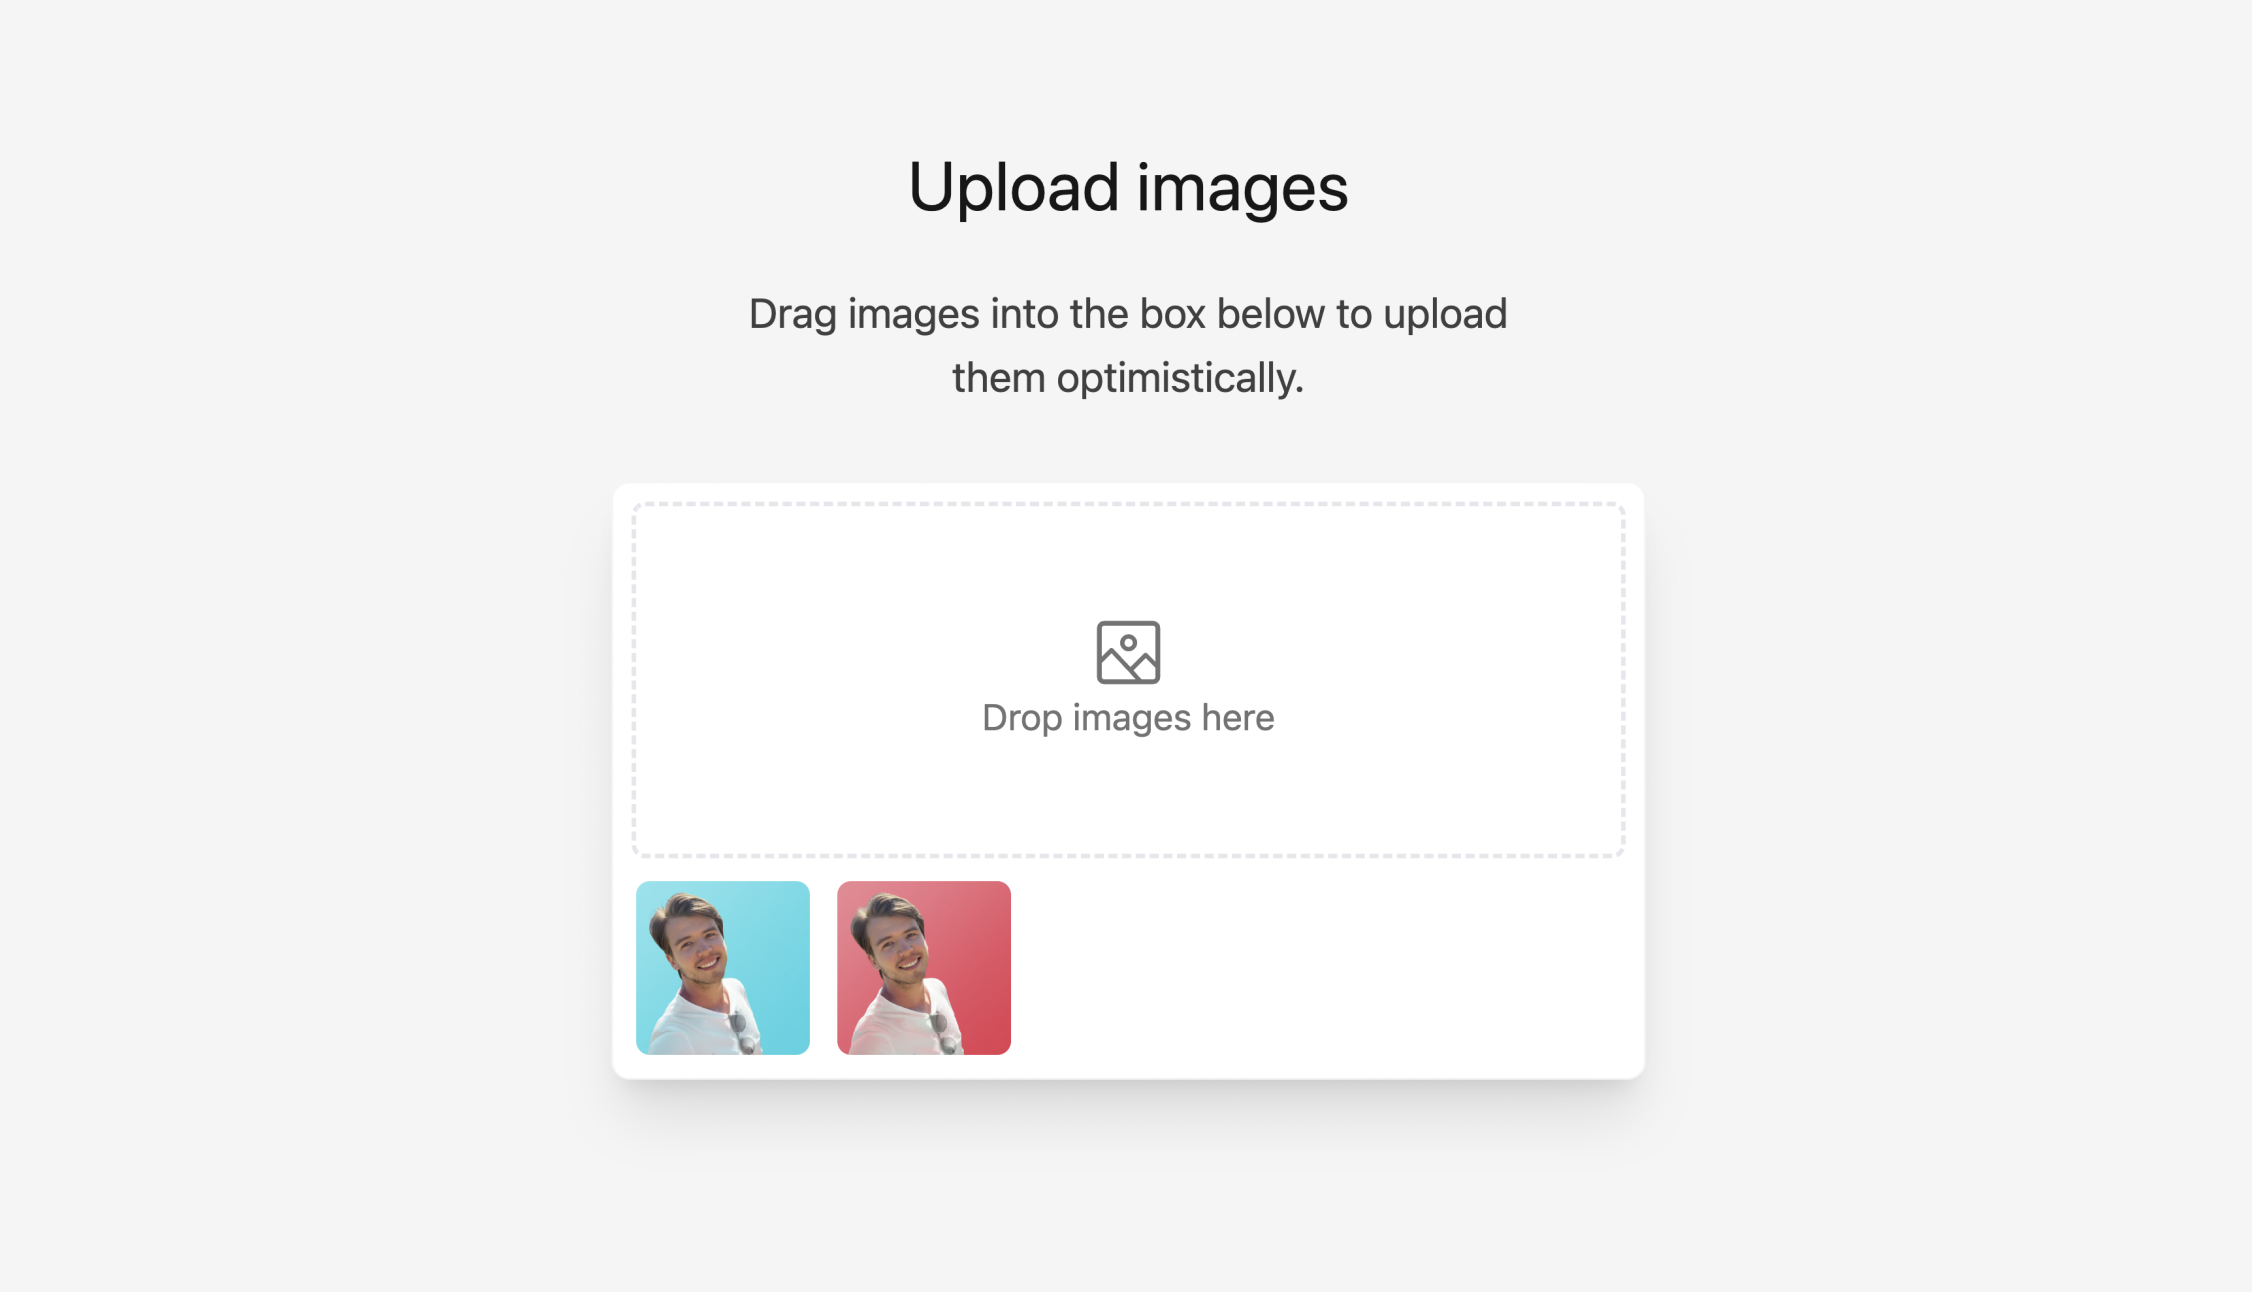 Upload images
Drag images into the box below to upload
them optimistically.
Drop images here